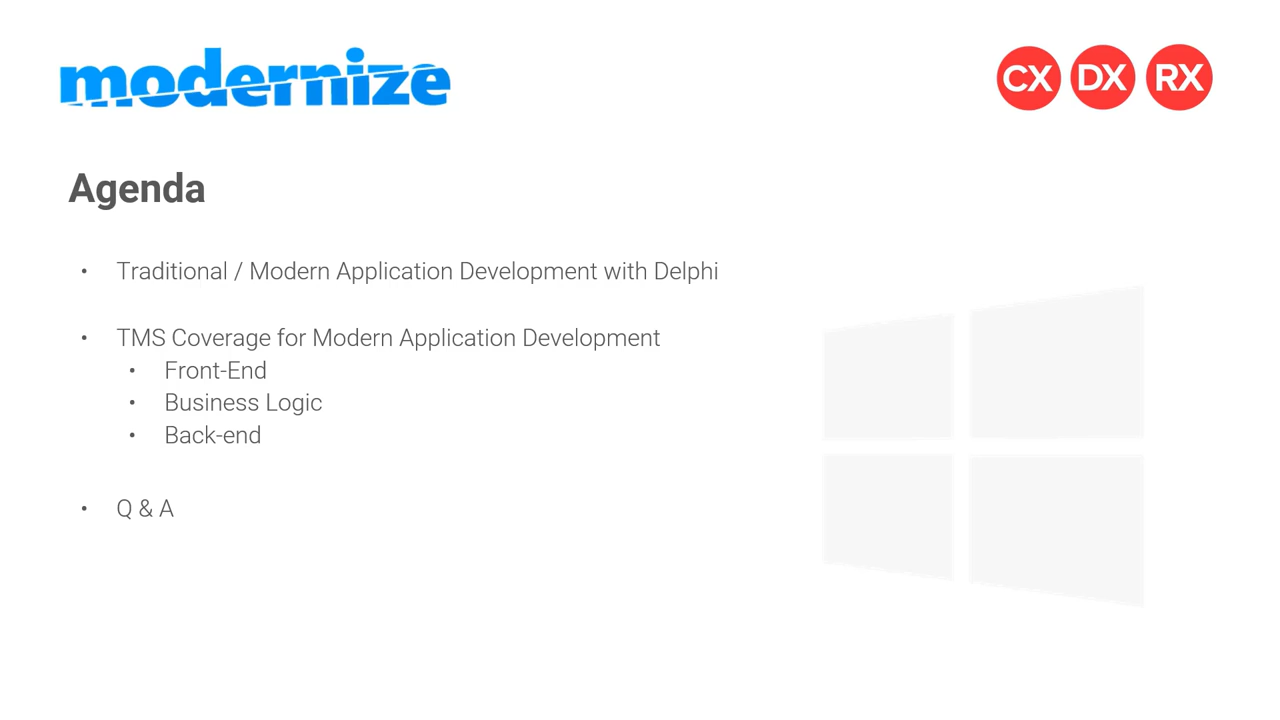 modernize
CX DX RX
Agenda
• Traditional / Modern Application Development with Delphi
• TMS Coverage for Modern Application Development
• Front-End
• Business Logic
• Back-end
• Q & A